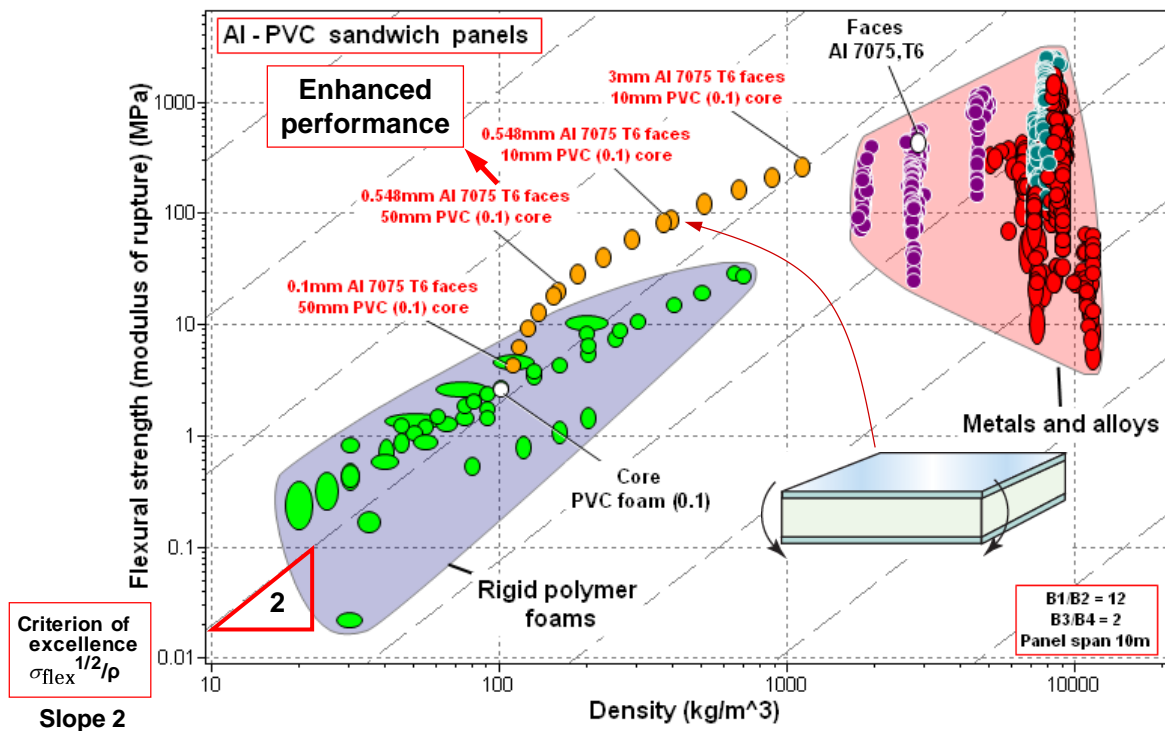 Al - PVC sandwich panels
Enhanced
performance
Faces
Al 7075,T6
3mm Al 7075 T6 faces
10mm PVC (0.1) core
0.548mm Al 7075 T6 faces
10mm PVC (0.1) core
0.548mm Al 7075 T6 faces
50mm PVC (0.1) core
0.1mm Al 7075 T6 faces
50mm PVC (0.1) core
Flexural strength (modulus of rupture) (MPa)
1000
100
10
1
0.1
0.01
Metals and alloys
Core
PVC foam (0.1)
Rigid polymer
foams
2
B1/B2 = 12
B3/B4 = 2
Panel span 10m
Criterion of
excellence
σflex^1/2/ρ
Slope 2
10
100
1000
10000
Density (kg/m^3)